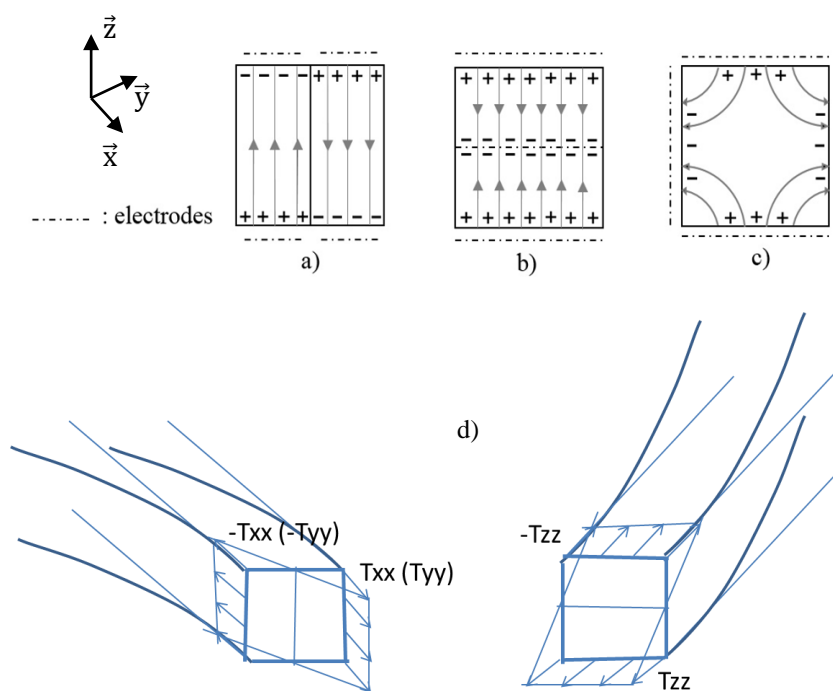 z⃗
y⃗
x⃗
: electrodes
- - - - + + + +
+ + + + - - - -
a)
+ + + + + + +
- - - - - -
- - - - - -
+ + + + + + +
b)
+ + +
- -
- -
- -
+ + +
c)
d)
-Txx (-Tyy)
Txx (Tyy)
-Tzz
Tzz